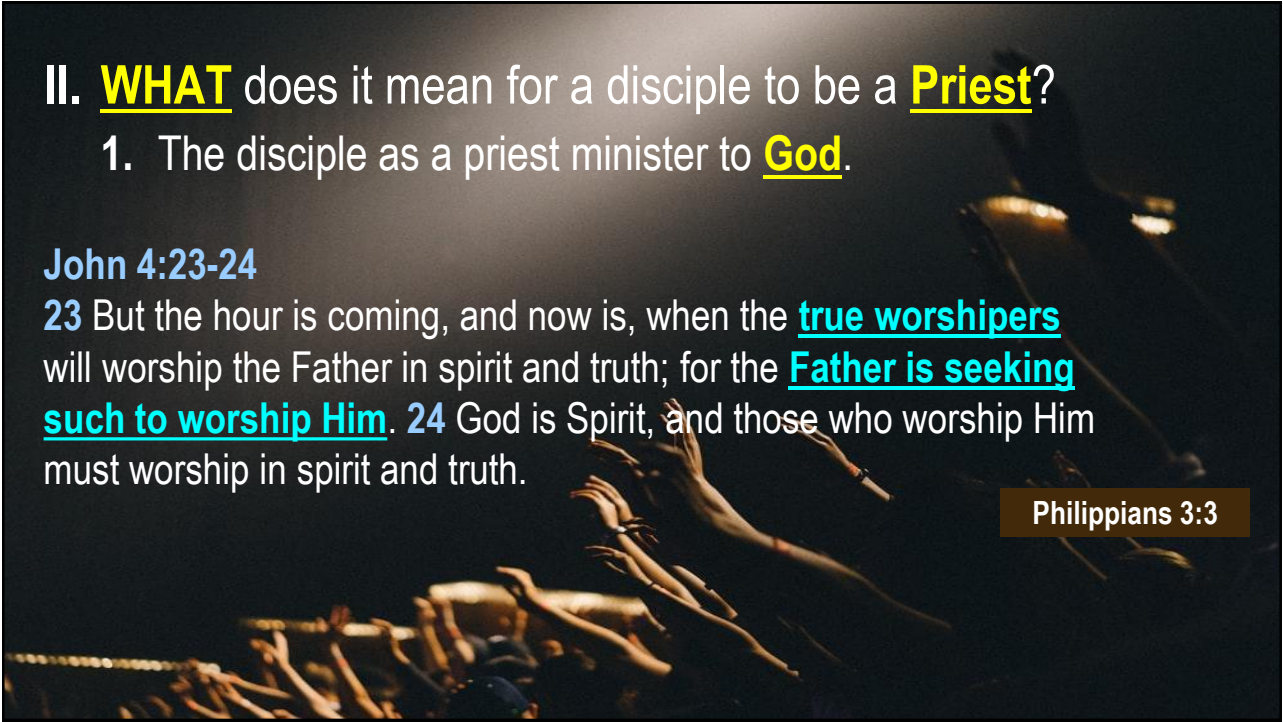 II. WHAT does it mean for a disciple to be a Priest?
1. The disciple as a priest minister to God.
John 4:23-24
23 But the hour is coming, and now is, when the true worshipers
will worship the Father in spirit and truth; for the Father is seeking
such to worship Him. 24 God is Spirit, and those who worship Him
must worship in spirit and truth.
Philippians 3:3